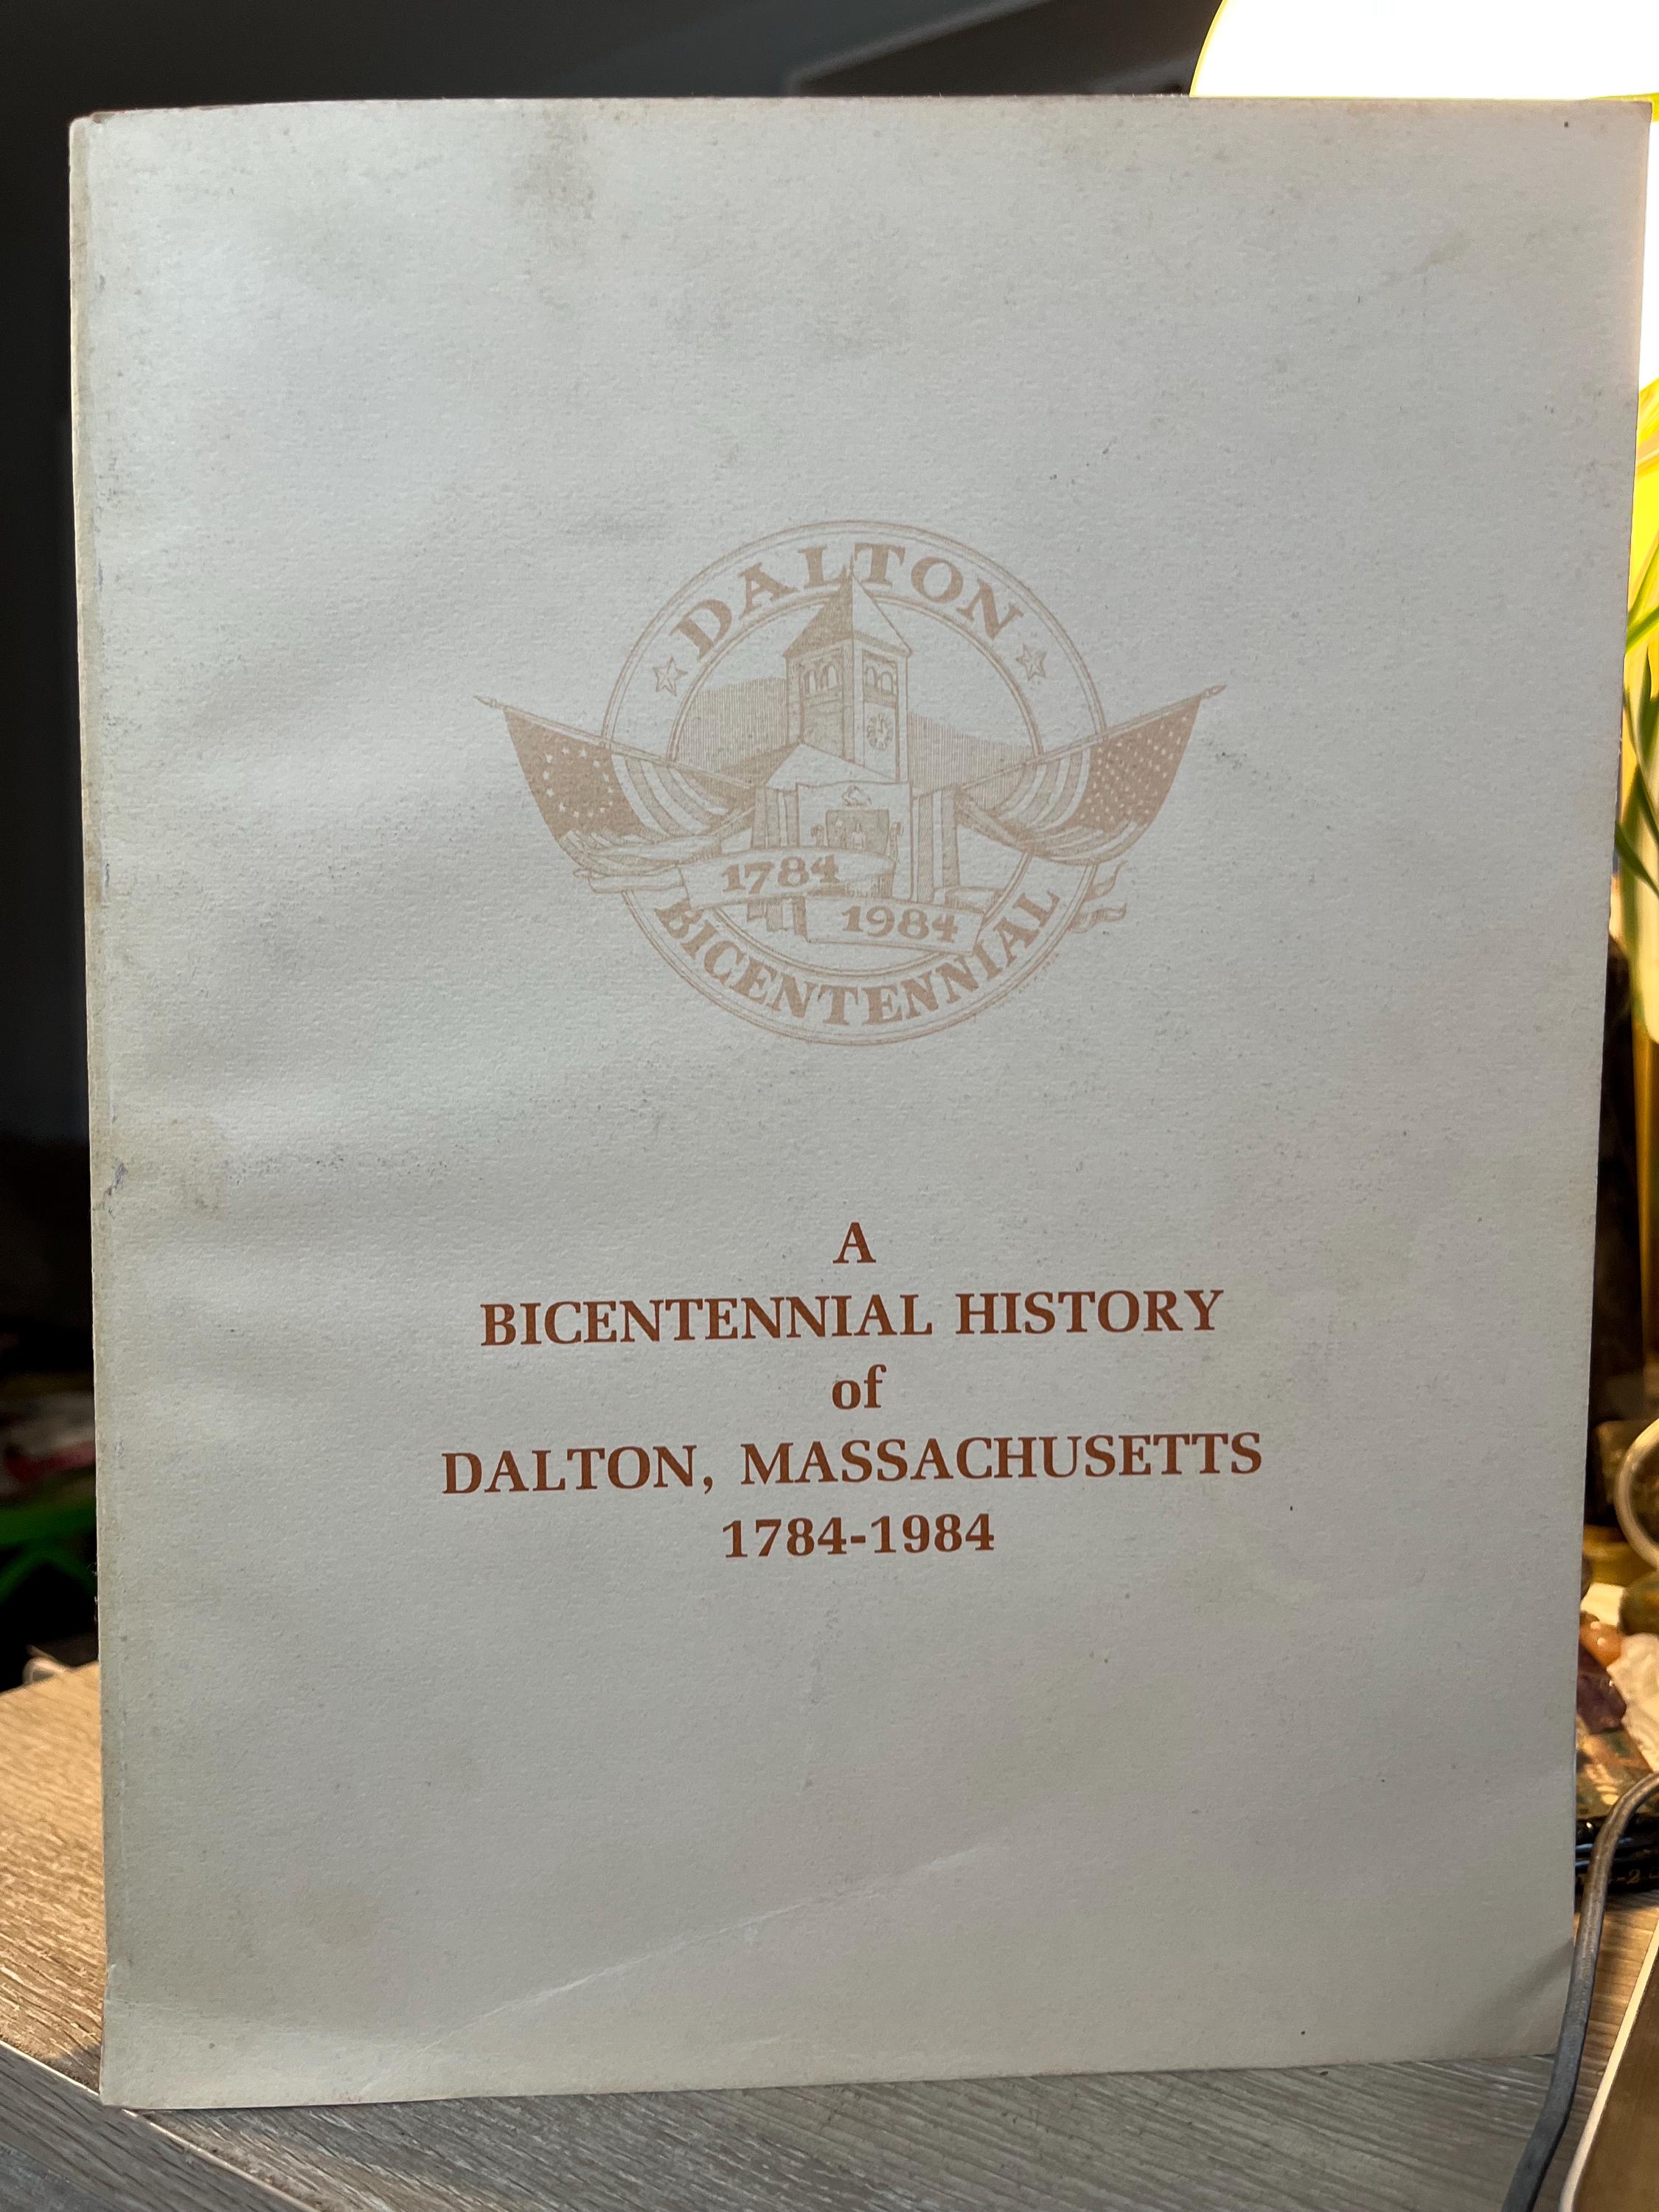 DALTON
1784
1984
BICENTENNIAL
A
BICENTENNIAL HISTORY
of
DALTON, MASSACHUSETTS
1784-1984